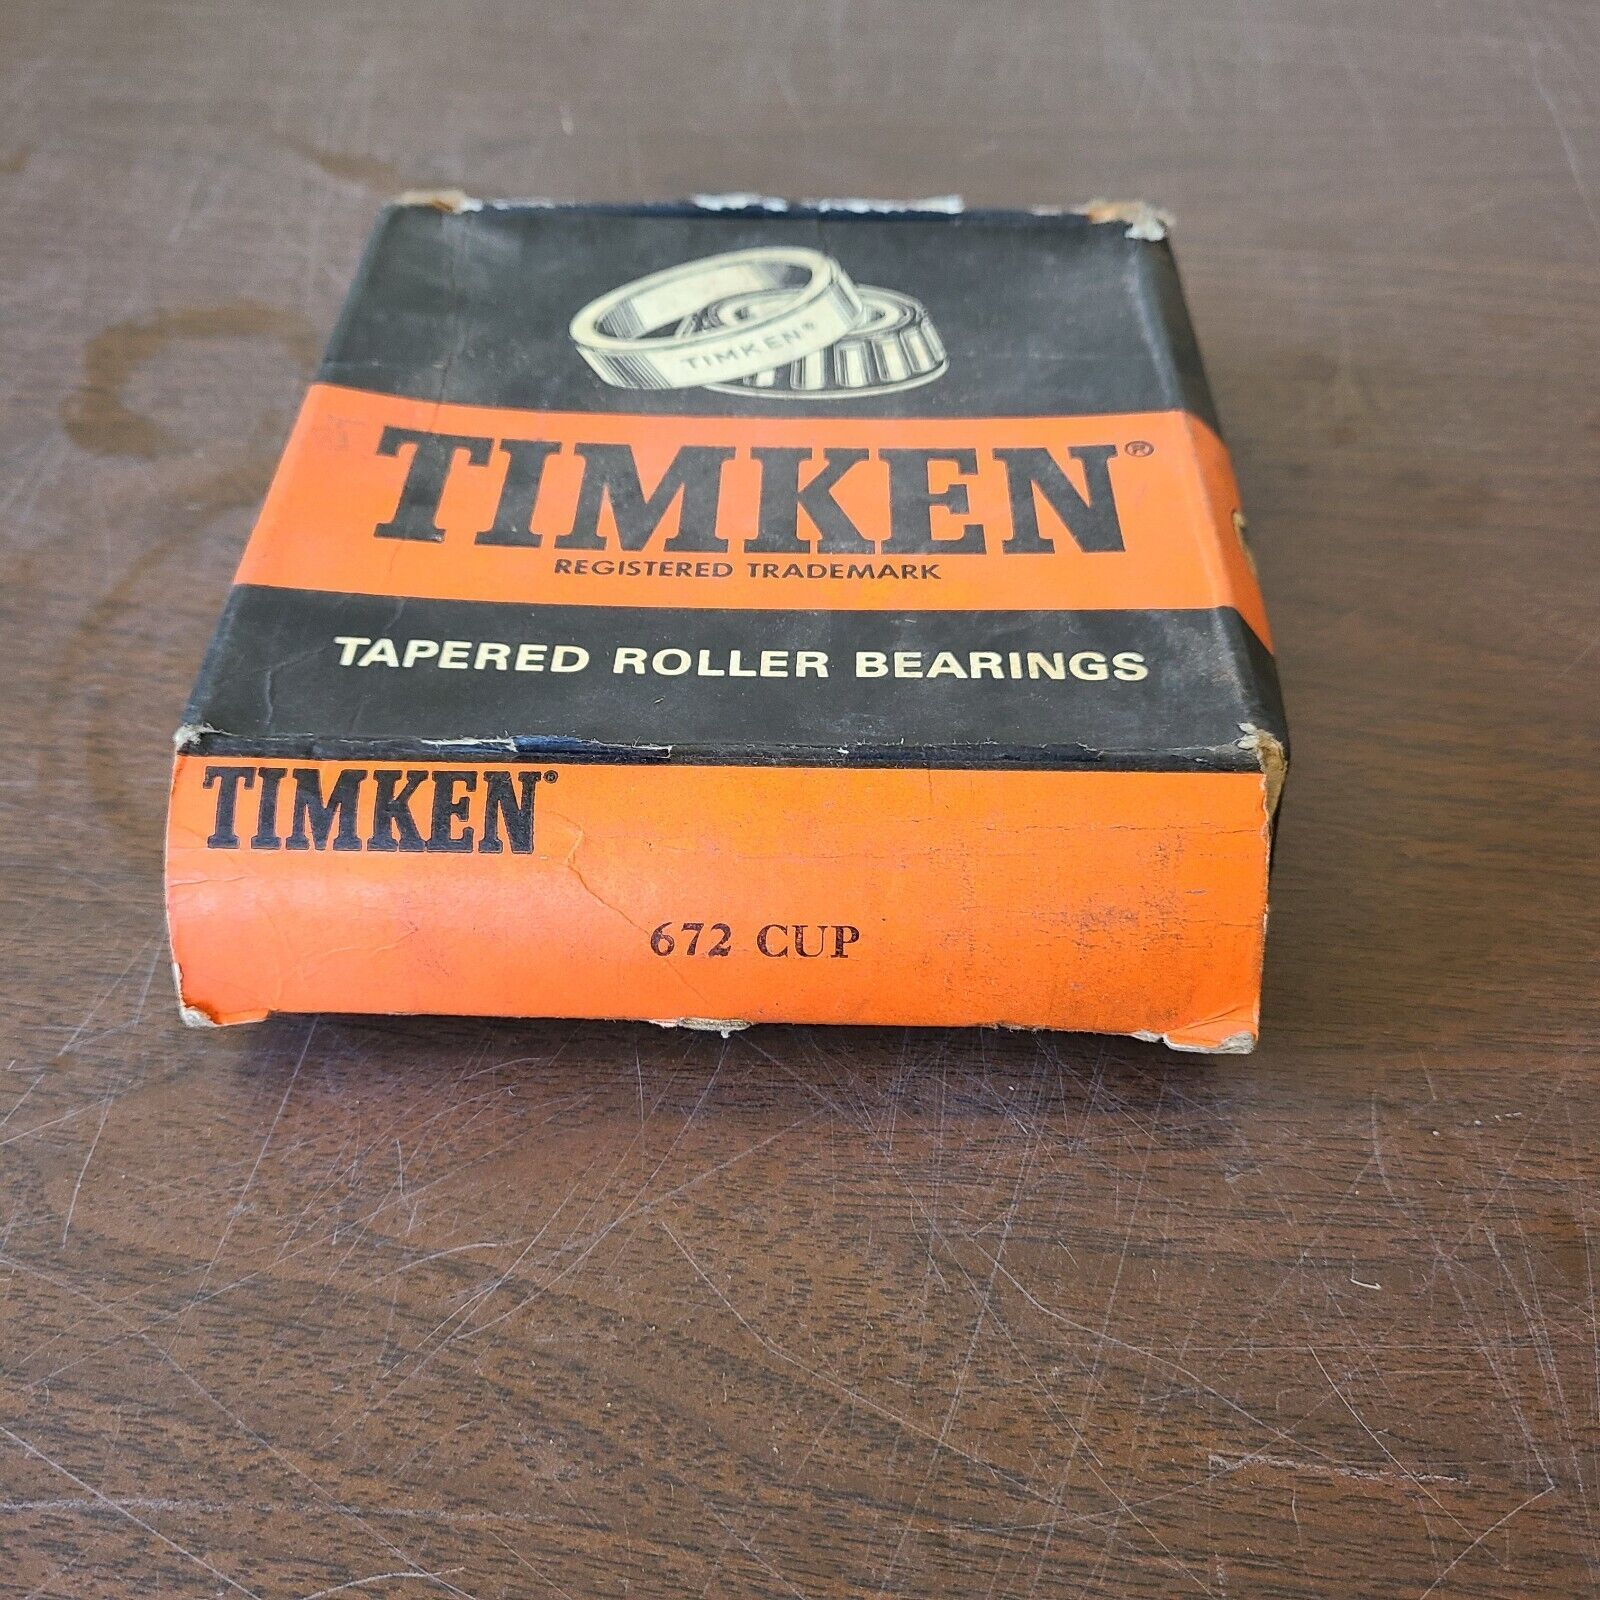 TIMKEN®
TIMKEN®
REGISTERED TRADEMARK
TAPERED ROLLER BEARINGS
TIMKEN®
672 CUP